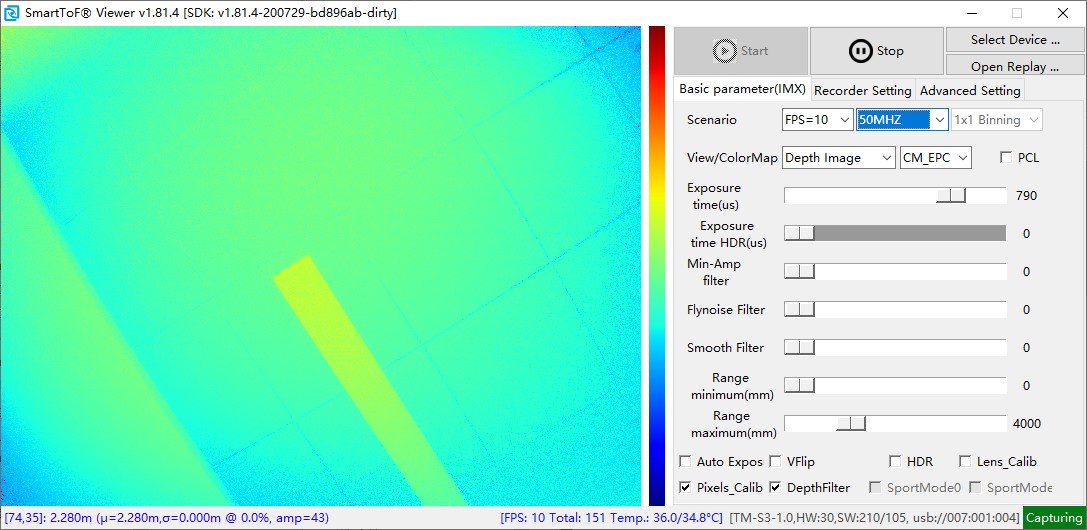 SmartToF® Viewer v1.81.4 [SDK: v1.81.4-200729-bd896ab-dirty]
Start
Stop
Select Device ...
Open Replay ...
Basic parameter(IMX)
Recorder Setting
Advanced Setting
Scenario
FPS=10
50MHZ
1x1 Binning
View/ColorMap
Depth Image
CM_EPC
PCL
Exposure
time(us)
790
Exposure
time HDR(us)
0
Min-Amp
filter
0
Flynoise Filter
0
Smooth Filter
0
Range
minimum(mm)
0
Range
maximum(mm)
4000
Auto Expos
VFlip
HDR
Lens_Calib
Pixels_Calib
DepthFilter
SportMode0
SportMode
[74,35]: 2.280m (μ=2.280m,σ=0.000m @ 0.0%, amp=43)
[FPS: 10 Total: 151 Temp.: 36.0/34.8°C]
[TM-S3-1.0,HW:30,SW:210/105, usb://007:001:004]
Capturing